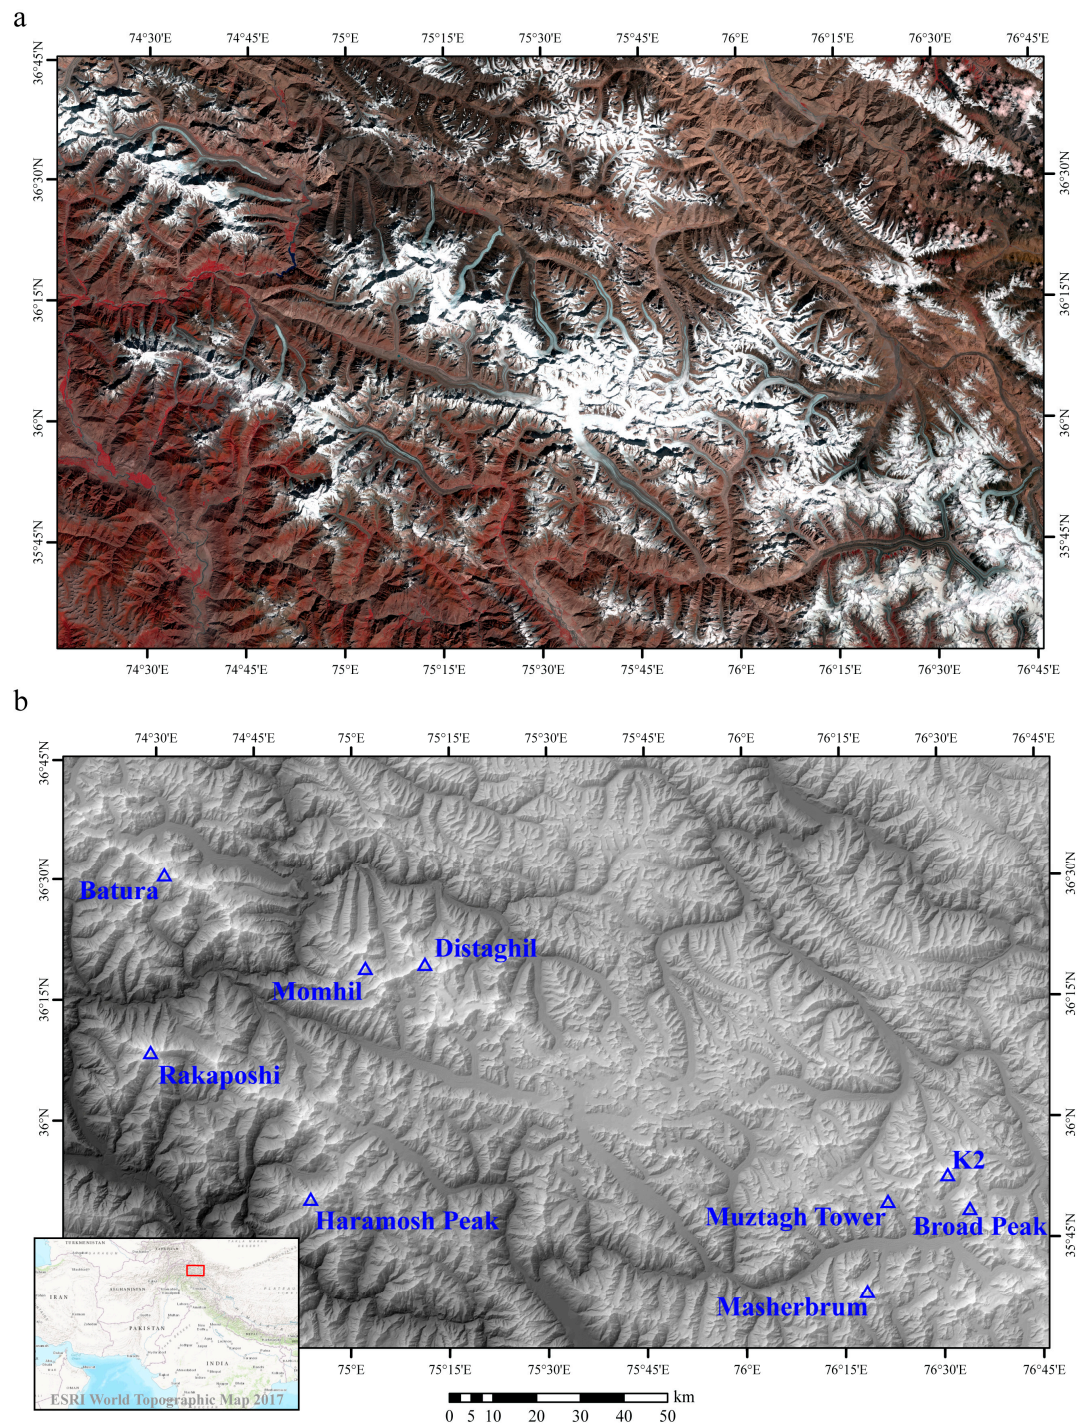 a
74°30'E 74°45'E 75°E 75°15'E 75°30'E 75°45'E 76°E 76°15'E 76°30'E 76°45'E
36°45'N 36°45'N
36°30'N 36°30'N
36°15'N 36°15'N
36°N 36°N
35°45'N 35°45'N
74°30'E 74°45'E 75°E 75°15'E 75°30'E 75°45'E 76°E 76°15'E 76°30'E 76°45'E
b
74°30'E 74°45'E 75°E 75°15'E 75°30'E 75°45'E 76°E 76°15'E 76°30'E 76°45'E
36°45'N 36°45'N
36°30'N 36°30'N
Batura
Distaghil
Momhil
36°15'N 36°15'N
Rakaposhi
36°N 36°N
K2
Muztagh Tower
Broad Peak
Haramosh Peak
35°45'N
Masherbrum
TURKMENISTAN
AFGHANISTAN
IRAN
PAKISTAN
INDIA
ESRI World Topographic Map 2017
75°E 75°15'E 75°30'E 75°45'E 76°E 76°15'E 76°30'E 76°45'E
km
0 5 10 20 30 40 50